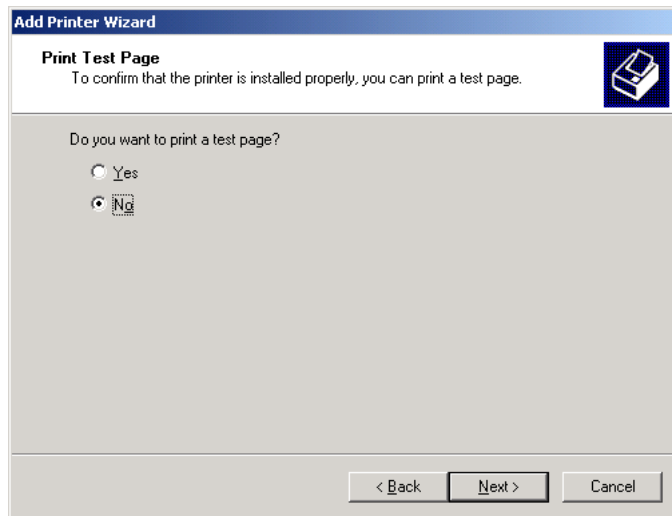 Add Printer Wizard
Print Test Page
To confirm that the printer is installed properly, you can print a test page.
Do you want to print a test page?
Yes
No
< Back Next > Cancel